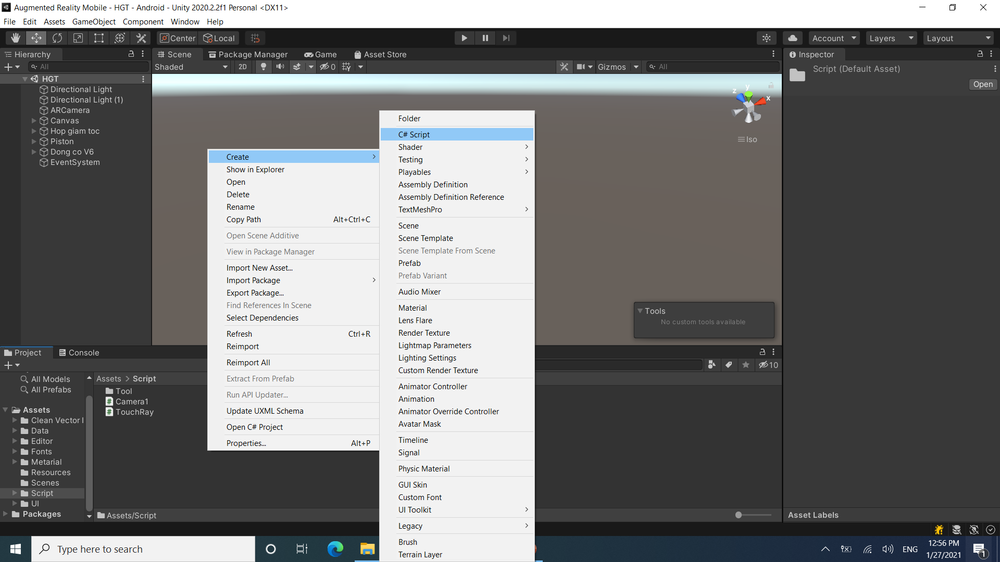 Augmented Reality Mobile - HGT - Android - Unity 2020.2.2f1 Personal <DX11>
File Edit Assets GameObject Component Window Help
Center Local Account Layers Layout
Hierarchy
All
HGT
Directional Light
Directional Light (1)
ARCamera
Canvas
Hop giam toc
Piston
Dong co V6
EventSystem
Scene Package Manager Game Asset Store
Shaded 2D 0 Gizmos All
y
z
x
Iso
Tools
No custom tools available
Inspector
Script (Default Asset)
Open
Create
Show in Explorer
Open
Delete
Rename
Copy Path Alt+Ctrl+C
Open Scene Additive
View in Package Manager
Import New Asset...
Import Package
Export Package...
Find References In Scene
Select Dependencies
Refresh Ctrl+R
Reimport
Reimport All
Extract From Prefab
Run API Updater...
Update UXML Schema
Open C# Project
Properties... Alt+P
Folder
C# Script
Shader
Testing
Playables
Assembly Definition
Assembly Definition Reference
TextMeshPro
Scene
Scene Template
Scene Template From Scene
Prefab
Prefab Variant
Audio Mixer
Material
Lens Flare
Render Texture
Lightmap Parameters
Lighting Settings
Custom Render Texture
Animator Controller
Animation
Animator Override Controller
Avatar Mask
Timeline
Signal
Physic Material
GUI Skin
Custom Font
UI Toolkit
Legacy
Brush
Terrain Layer
Project Console
10
All Models
All Prefabs
Assets
Clean Vector I
Data
Editor
Fonts
Metarial
Resources
Scenes
Script
UI
Packages
Assets > Script
Tool
Camera1
TouchRay
Assets/Script
Asset Labels
Type here to search
ENG
12:56 PM
1/27/2021
1